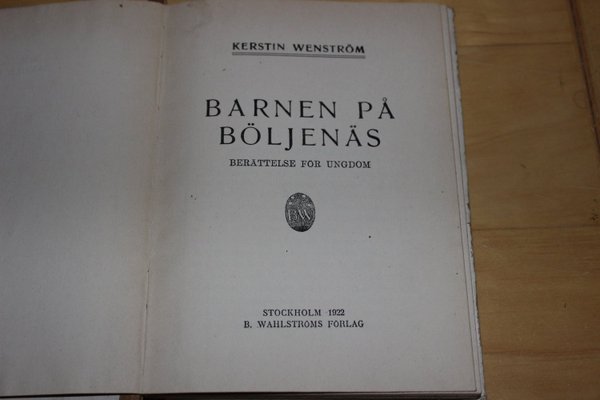 KERSTIN WENSTRÖM
BARNEN PÅ
BÖLJENÄS
BERÄTTELSE FÖR UNGDOM
STOCKHOLM 1922
B. WAHLSTRÖMS FÖRLAG